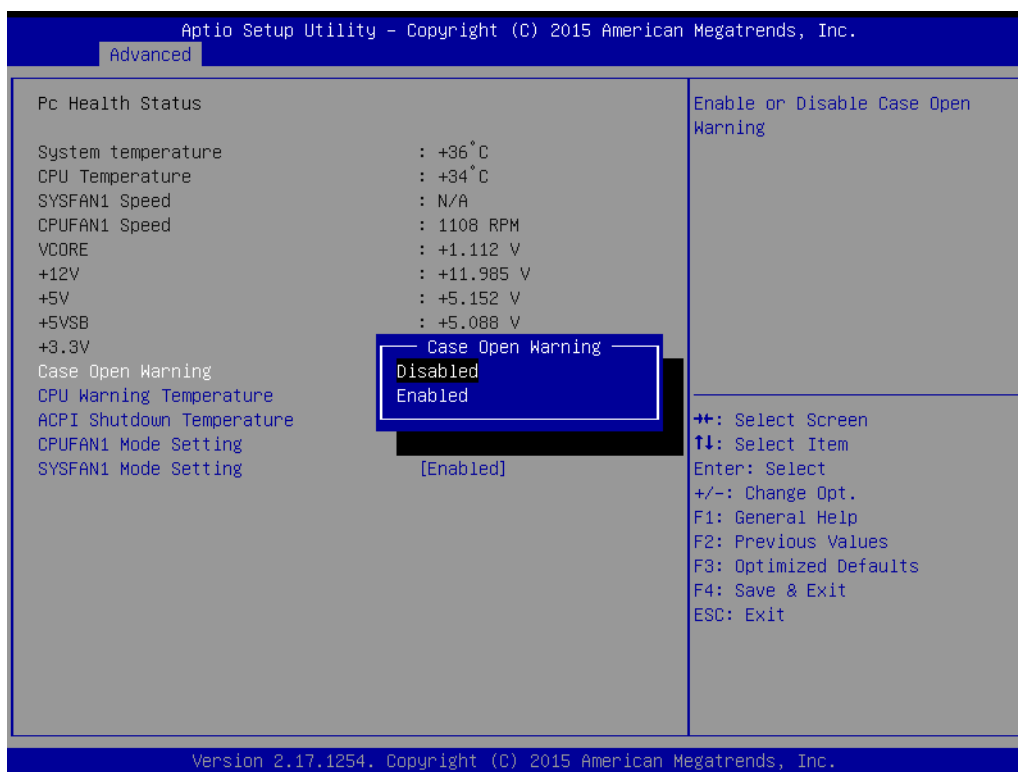 Aptio Setup Utility – Copyright (C) 2015 American Megatrends, Inc.
Advanced
Pc Health Status
System temperature : +36°C
CPU Temperature : +34°C
SYSFAN1 Speed : N/A
CPUFAN1 Speed : 1108 RPM
VCORE : +1.112 V
+12V : +11.985 V
+5V : +5.152 V
+5VSB : +5.088 V
+3.3V
Case Open Warning
CPU Warning Temperature
ACPI Shutdown Temperature
CPUFAN1 Mode Setting
SYSFAN1 Mode Setting [Enabled]
Case Open Warning
Disabled
Enabled
Enable or Disable Case Open
Warning
→←: Select Screen
↑↓: Select Item
Enter: Select
+/-: Change Opt.
F1: General Help
F2: Previous Values
F3: Optimized Defaults
F4: Save & Exit
ESC: Exit
Version 2.17.1254. Copyright (C) 2015 American Megatrends, Inc.